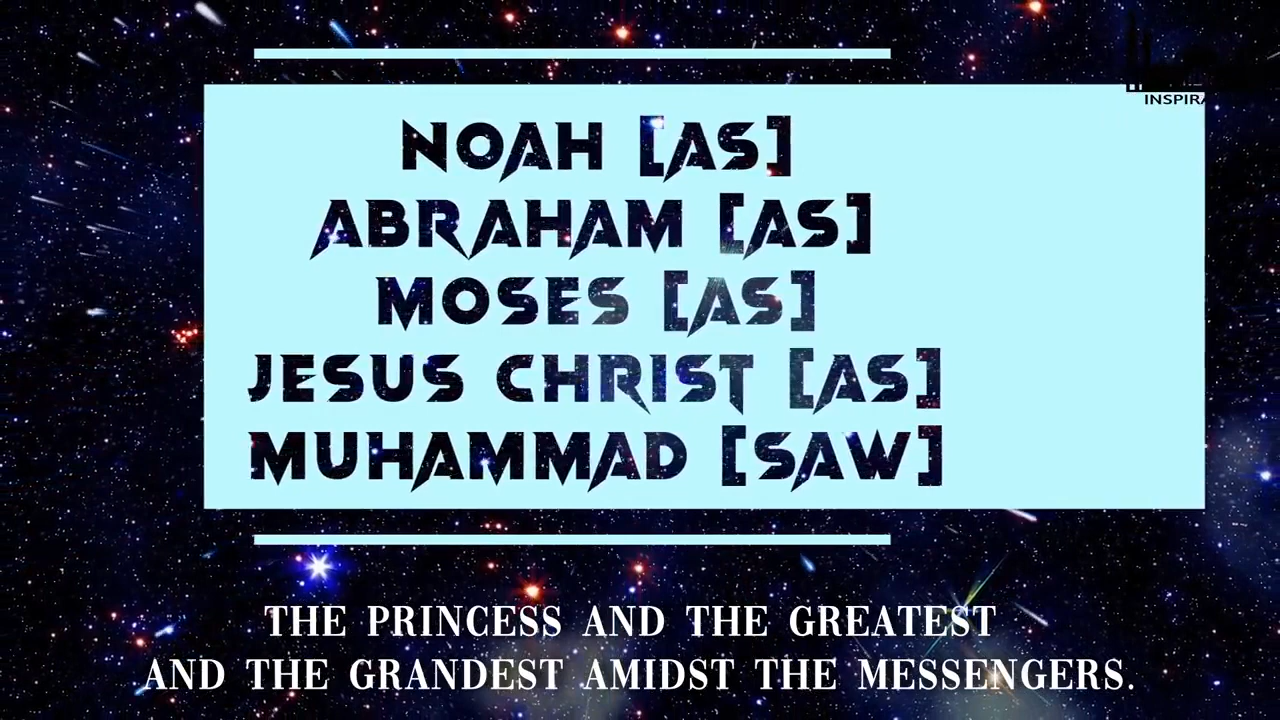 INSPIRA
NOAH [AS]
ABRAHAM [AS]
MOSES [AS]
JESUS CHRIST [AS]
MUHAMMAD [SAW]
THE PRINCESS AND THE GREATEST
AND THE GRANDEST AMIDST THE MESSENGERS.